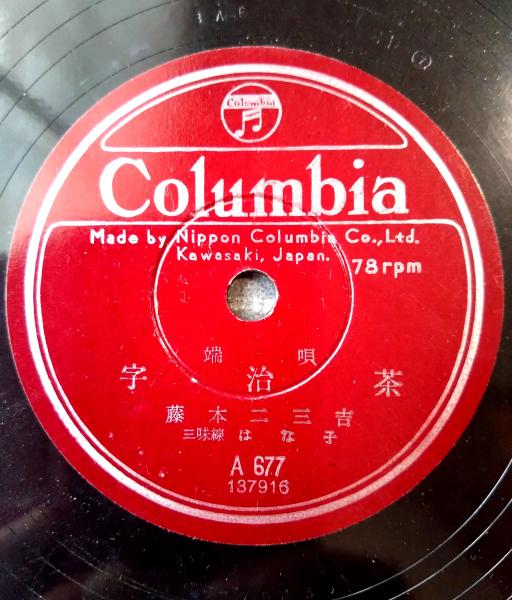 Columbia
Columbia
Made by Nippon Columbia Co., Ltd.
Kawasaki, Japan.
78rpm
端唄
字治茶
藤本二三吉
三味線 はな子
A 677
137916